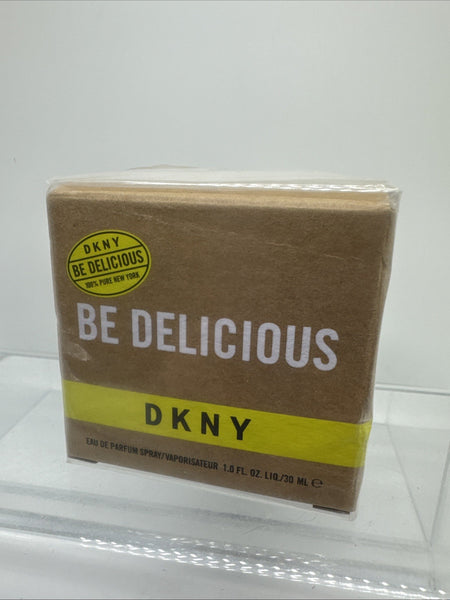 DKNY
BE DELICIOUS
100% PURE NEW YORK
BE DELICIOUS
DKNY
EAU DE PARFUM SPRAY/VAPORISATEUR 1.0 FL. OZ. LIQ./30 ML ℮